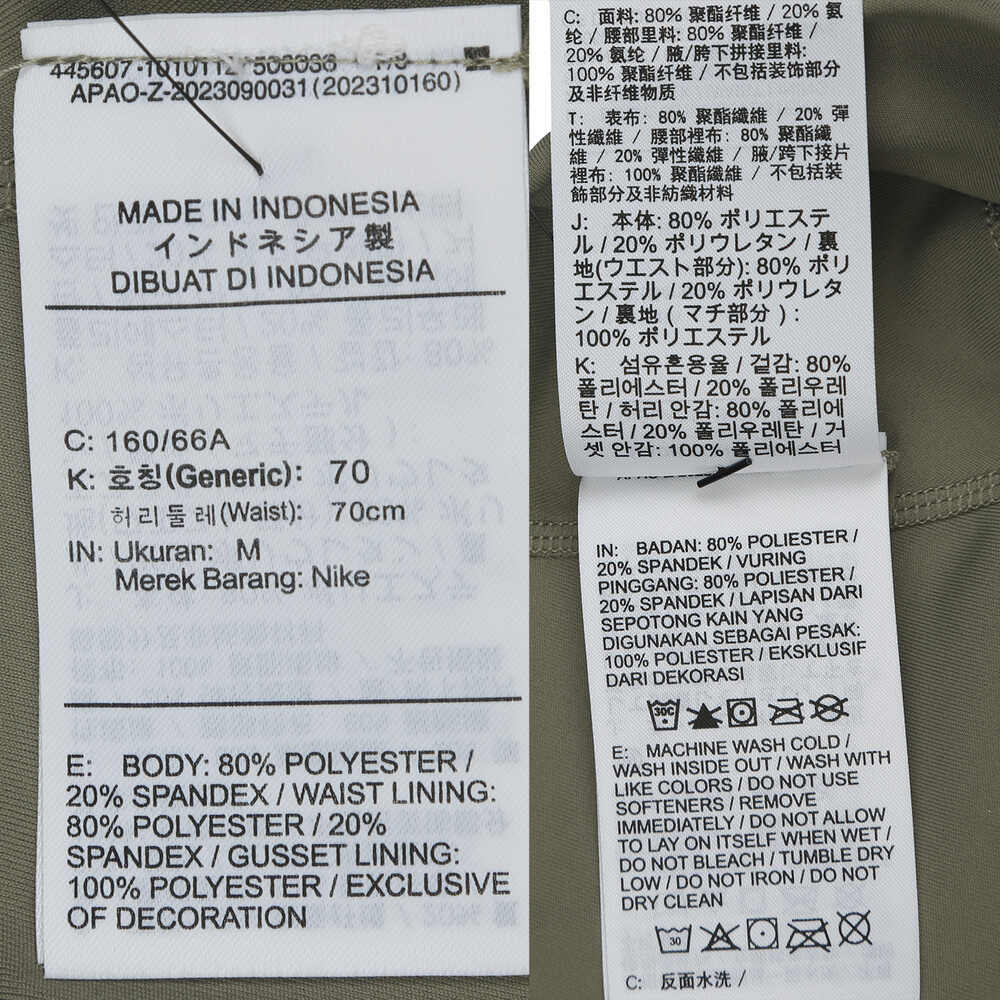 APAO-Z-2023090031(202310160)
MADE IN INDONESIA
インドネシア製
DIBUAT DI INDONESIA
C: 160/66A
K: 호칭(Generic): 70
허리둘레(Waist): 70cm
IN: Ukuran: M
Merek Barang: Nike
E: BODY: 80% POLYESTER /
20% SPANDEX / WAIST LINING:
80% POLYESTER / 20%
SPANDEX / GUSSET LINING:
100% POLYESTER / EXCLUSIVE
OF DECORATION
C: 面料: 80% 聚酯纤维 / 20% 氨
纶 / 腰部里料: 80% 聚酯纤维 /
20% 氨纶 / 腋/胯下拼接里料:
100% 聚酯纤维 / 不包括装饰部分
及非纤维物质
T: 表布: 80% 聚酯纖維 / 20% 彈
性纖維 / 腰部裡布: 80% 聚酯纖
維 / 20% 彈性纖維 / 腋/胯下接片
裡布: 100% 聚酯纖維 / 不包括裝
飾部分及非紡織材料
J: 本体: 80% ポリエステ
ル / 20% ポリウレタン / 裏
地(ウエスト部分): 80% ポリ
エステル / 20% ポリウレタ
ン / 裏地 ( マチ部分 ) :
100% ポリエステル
K: 섬유혼용율 / 겉감: 80%
폴리에스터 / 20% 폴리우레
탄 / 허리 안감: 80% 폴리에
스터 / 20% 폴리우레탄 / 거
셋 안감: 100% 폴리에스터
IN: BADAN: 80% POLIESTER /
20% SPANDEK / VURING
PINGGANG: 80% POLIESTER /
20% SPANDEK / LAPISAN DARI
SEPOTONG KAIN YANG
DIGUNAKAN SEBAGAI PESAK:
100% POLIESTER / EKSKLUSIF
DARI DEKORASI
30C
E: MACHINE WASH COLD /
WASH INSIDE OUT / WASH WITH
LIKE COLORS / DO NOT USE
SOFTENERS / REMOVE
IMMEDIATELY / DO NOT ALLOW
TO LAY ON ITSELF WHEN WET /
DO NOT BLEACH / TUMBLE DRY
LOW / DO NOT IRON / DO NOT
DRY CLEAN
30
C: 反面水洗 /